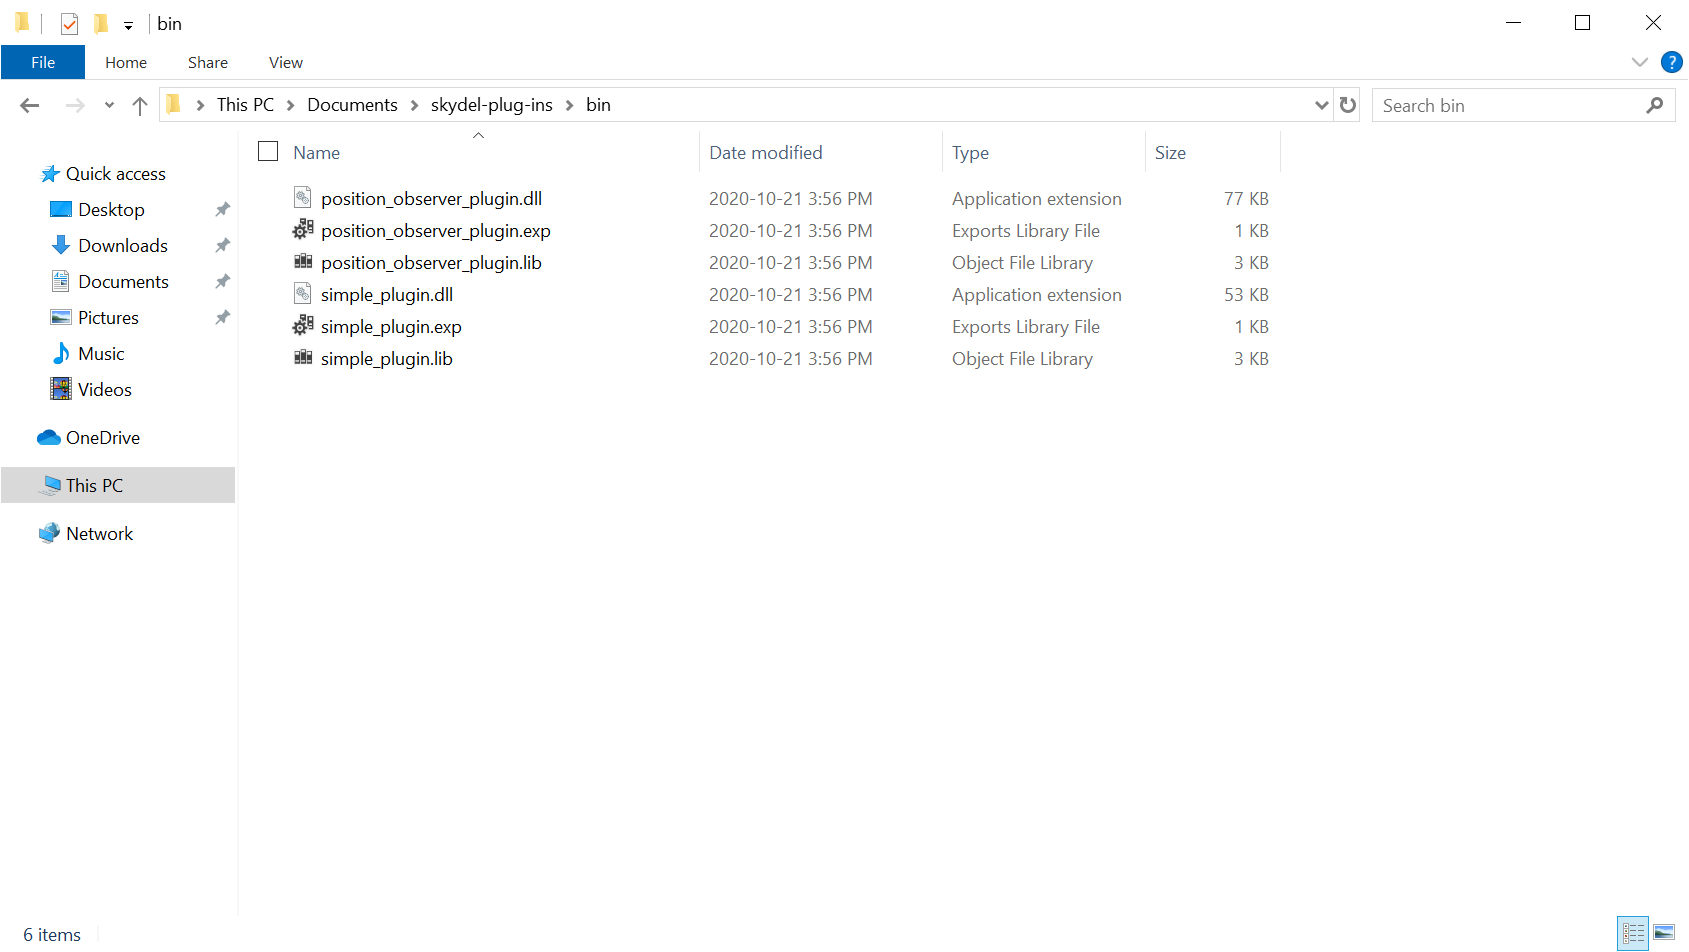 bin
File Home Share View
?
This PC Documents skydel-plug-ins bin
Search bin
Name Date modified Type Size
Quick access
Desktop
Downloads
Documents
Pictures
Music
Videos
OneDrive
This PC
Network
position_observer_plugin.dll 2020-10-21 3:56 PM Application extension 77 KB
position_observer_plugin.exp 2020-10-21 3:56 PM Exports Library File 1 KB
position_observer_plugin.lib 2020-10-21 3:56 PM Object File Library 3 KB
simple_plugin.dll 2020-10-21 3:56 PM Application extension 53 KB
simple_plugin.exp 2020-10-21 3:56 PM Exports Library File 1 KB
simple_plugin.lib 2020-10-21 3:56 PM Object File Library 3 KB
6 items